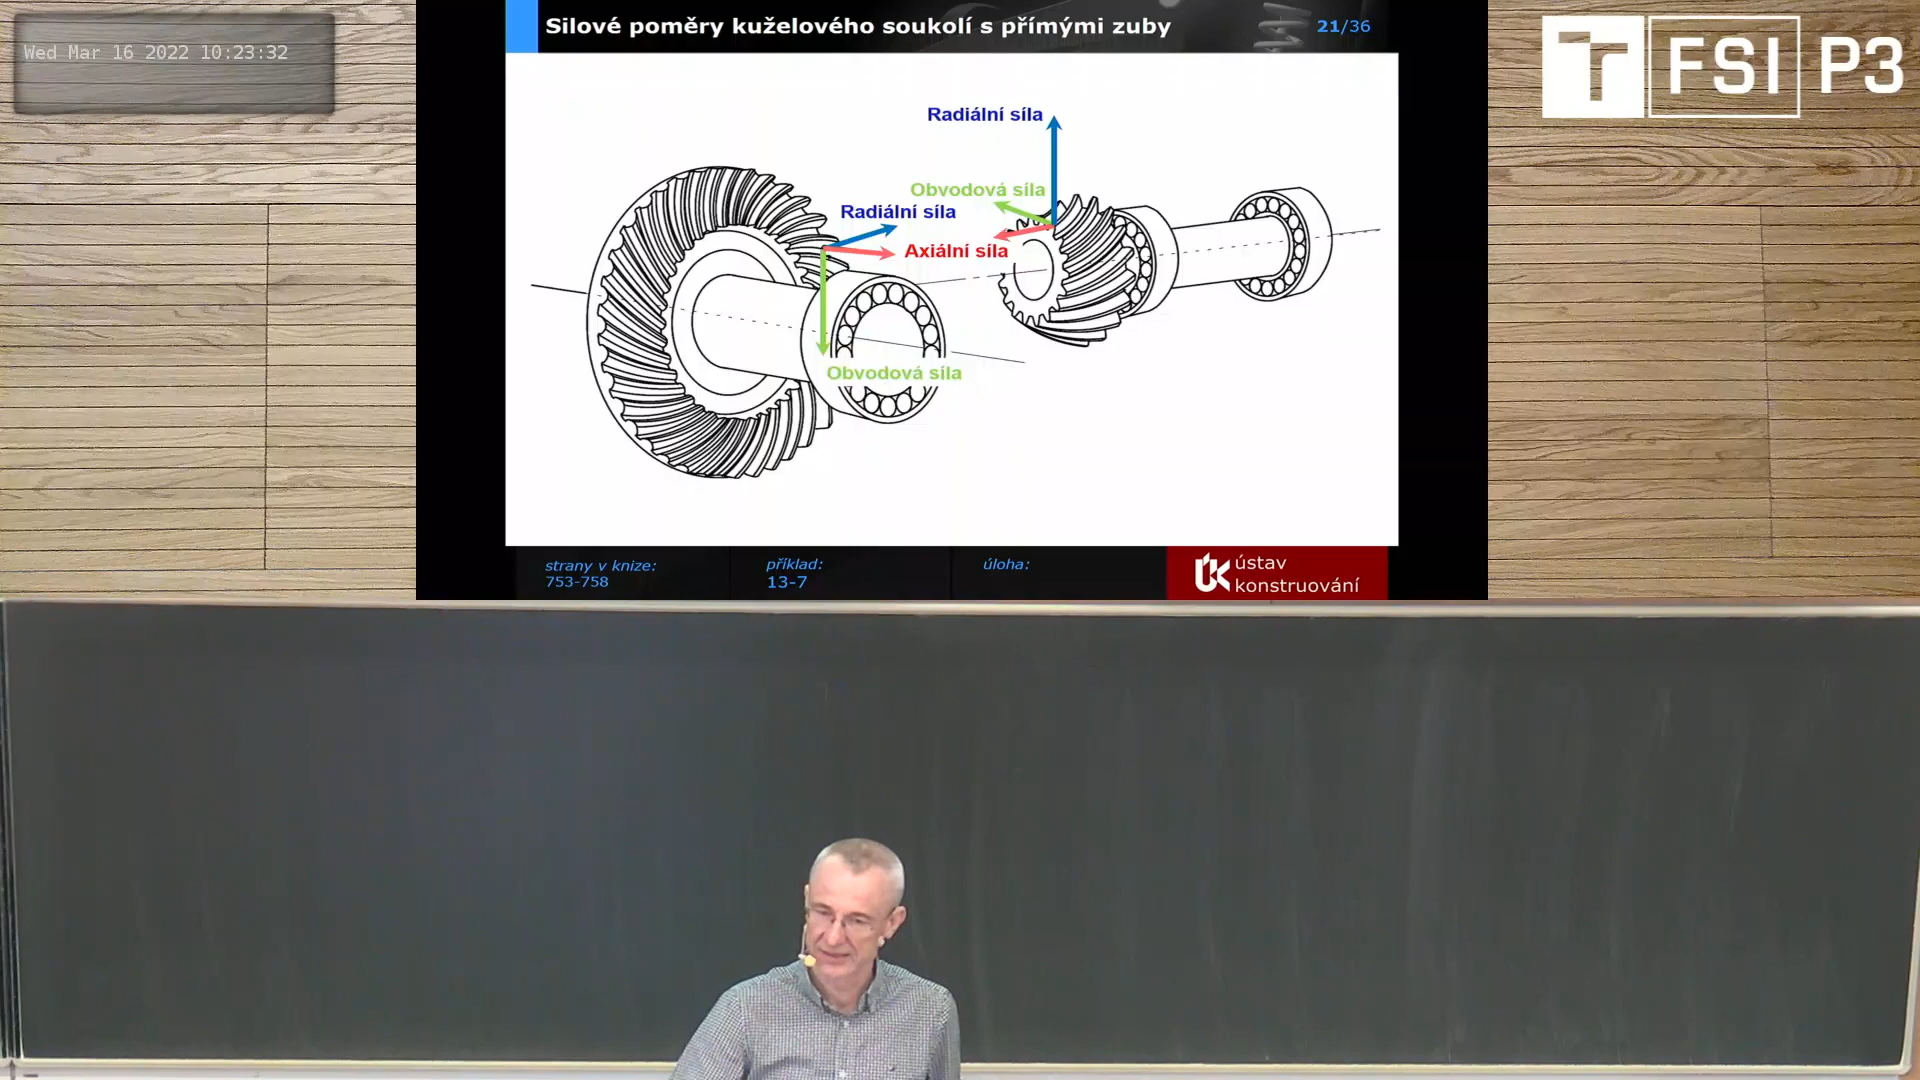 Wed Mar 16 2022 10:23:32
Silové poměry kuželového soukolí s přímými zuby
21/36
T FSI P3
Radiální síla
Obvodová síla
Radiální síla
Axiální síla
Obvodová síla
strany v knize:
753-758
příklad:
13-7
úloha:
ústav
konstruování